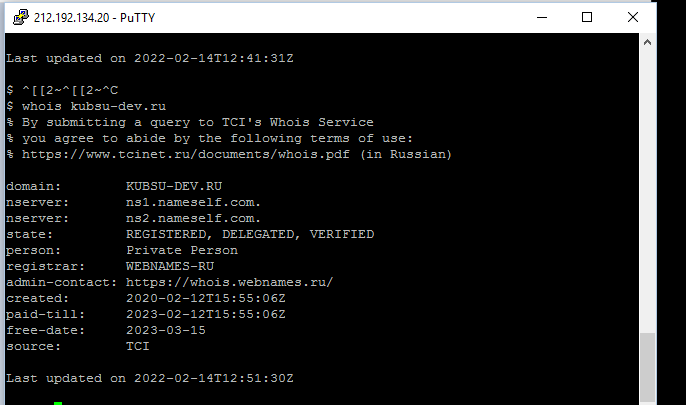 212.192.134.20 - PuTTY
Last updated on 2022-02-14T12:41:31Z
$ ^[[2~^[[2~^C
$ whois kubsu-dev.ru
% By submitting a query to TCI's Whois Service
% you agree to abide by the following terms of use:
% https://www.tcinet.ru/documents/whois.pdf (in Russian)
domain:        KUBSU-DEV.RU
nserver:       ns1.nameself.com.
nserver:       ns2.nameself.com.
state:         REGISTERED, DELEGATED, VERIFIED
person:        Private Person
registrar:     WEBNAMES-RU
admin-contact: https://whois.webnames.ru/
created:       2020-02-12T15:55:06Z
paid-till:     2023-02-12T15:55:06Z
free-date:     2023-03-15
source:        TCI
Last updated on 2022-02-14T12:51:30Z